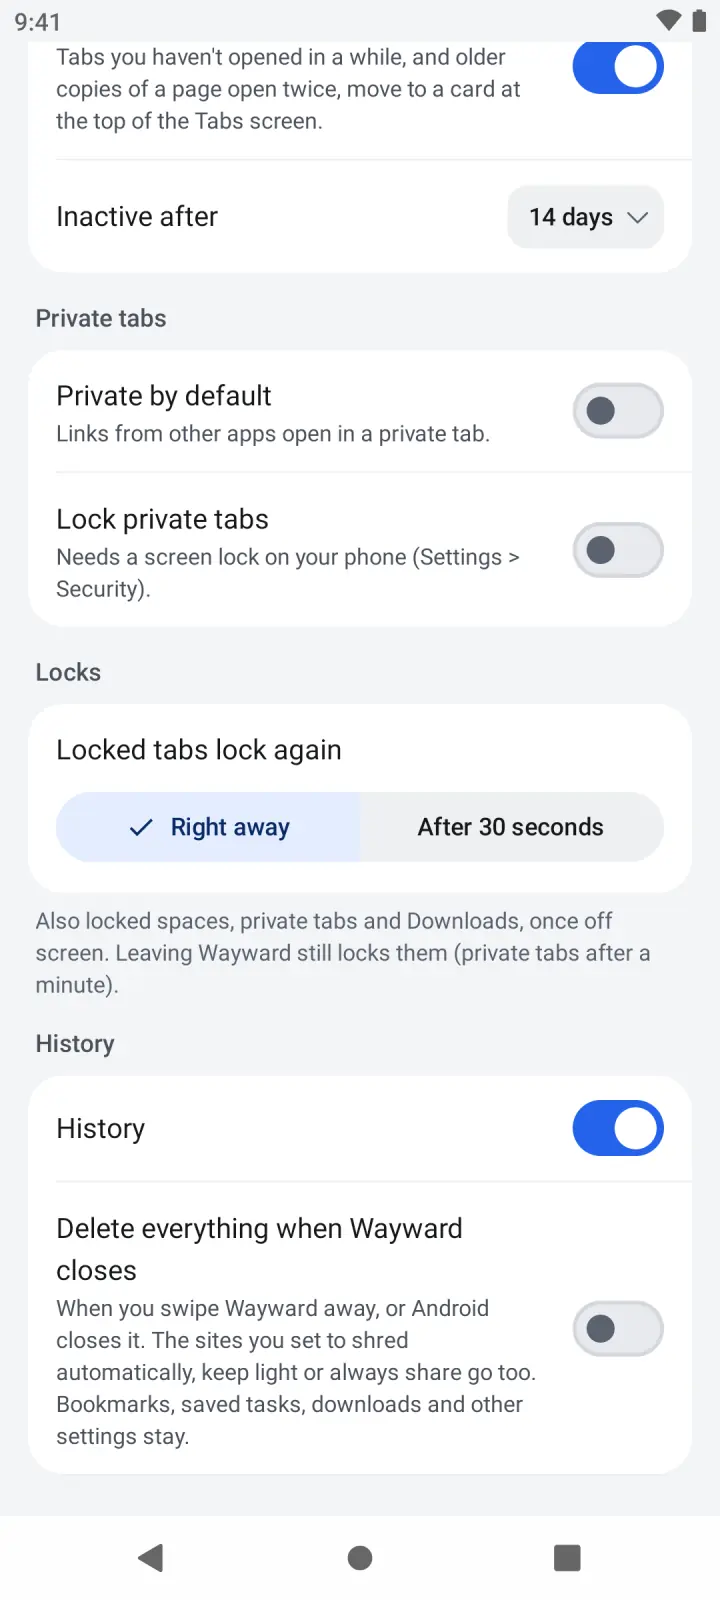 9:41
Tabs you haven't opened in a while, and older
copies of a page open twice, move to a card at
the top of the Tabs screen.
Inactive after
14 days
Private tabs
Private by default
Links from other apps open in a private tab.
Lock private tabs
Needs a screen lock on your phone (Settings >
Security).
Locks
Locked tabs lock again
Right away
After 30 seconds
Also locked spaces, private tabs and Downloads, once off
screen. Leaving Wayward still locks them (private tabs after a
minute).
History
History
Delete everything when Wayward
closes
When you swipe Wayward away, or Android
closes it. The sites you set to shred
automatically, keep light or always share go too.
Bookmarks, saved tasks, downloads and other
settings stay.